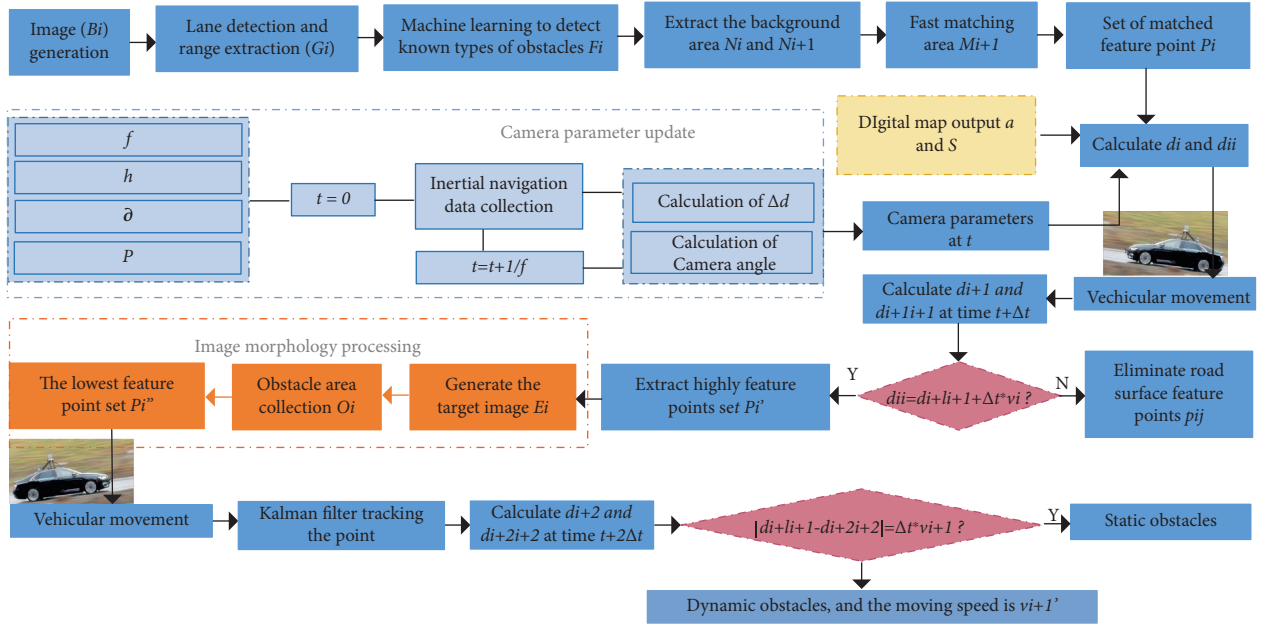 Image (Bi)
generation
Lane detection and
range extraction (Gi)
Machine learning to detect
known types of obstacles Fi
Extract the background
area Ni and Ni+1
Fast matching
area Mi+1
Set of matched
feature point Pi
Camera parameter update
f
h
∂
P
t = 0
Inertial navigation
data collection
t=t+1/f
Calculation of Δd
Calculation of
Camera angle
DIgital map output a
and S
Calculate di and dii
Camera parameters
at t
Vechicular movement
Calculate di+1 and
di+1i+1 at time t+Δt
dii=di+li+1+Δt*vi ?
Y
N
Eliminate road
surface feature
points pij
Extract highly feature
points set Pi’
Image morphology processing
Generate the
target image Ei
Obstacle area
collection Oi
The lowest feature
point set Pi”
Vehicular movement
Kalman filter tracking
the point
Calculate di+2 and
di+2i+2 at time t+2Δt
|di+li+1-di+2i+2|=Δt*vi+1 ?
Y
Static obstacles
Dynamic obstacles, and the moving speed is vi+1’